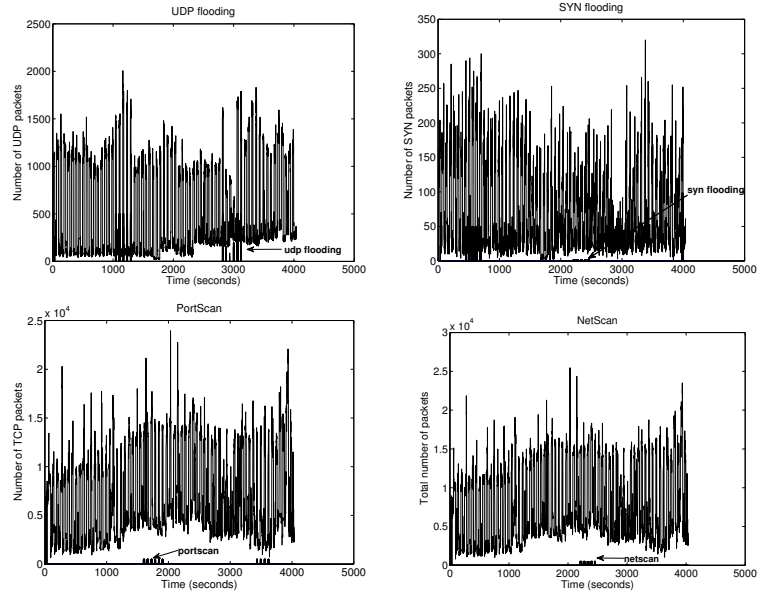 UDP flooding
2500
2000
1500
1000
500
0
Number of UDP packets
udp flooding
0 1000 2000 3000 4000 5000
Time (seconds)
SYN flooding
350
300
250
200
150
100
50
0
Number of SYN packets
syn flooding
0 1000 2000 3000 4000 5000
Time (seconds)
PortScan
x 10^4
2.5
2
1.5
1
0.5
0
Number of TCP packets
portscan
0 1000 2000 3000 4000 5000
Time (seconds)
NetScan
x 10^4
3
2.5
2
1.5
1
0.5
0
Total number of packets
netscan
0 1000 2000 3000 4000 5000
Time (seconds)